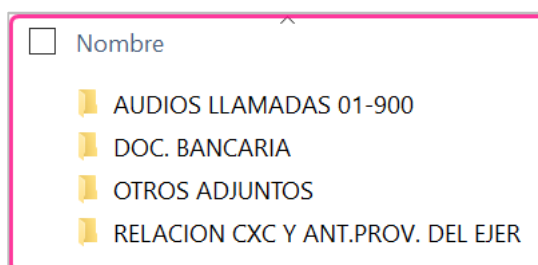 Nombre
AUDIOS LLAMADAS 01-900
DOC. BANCARIA
OTROS ADJUNTOS
RELACION CXC Y ANT.PROV. DEL EJER